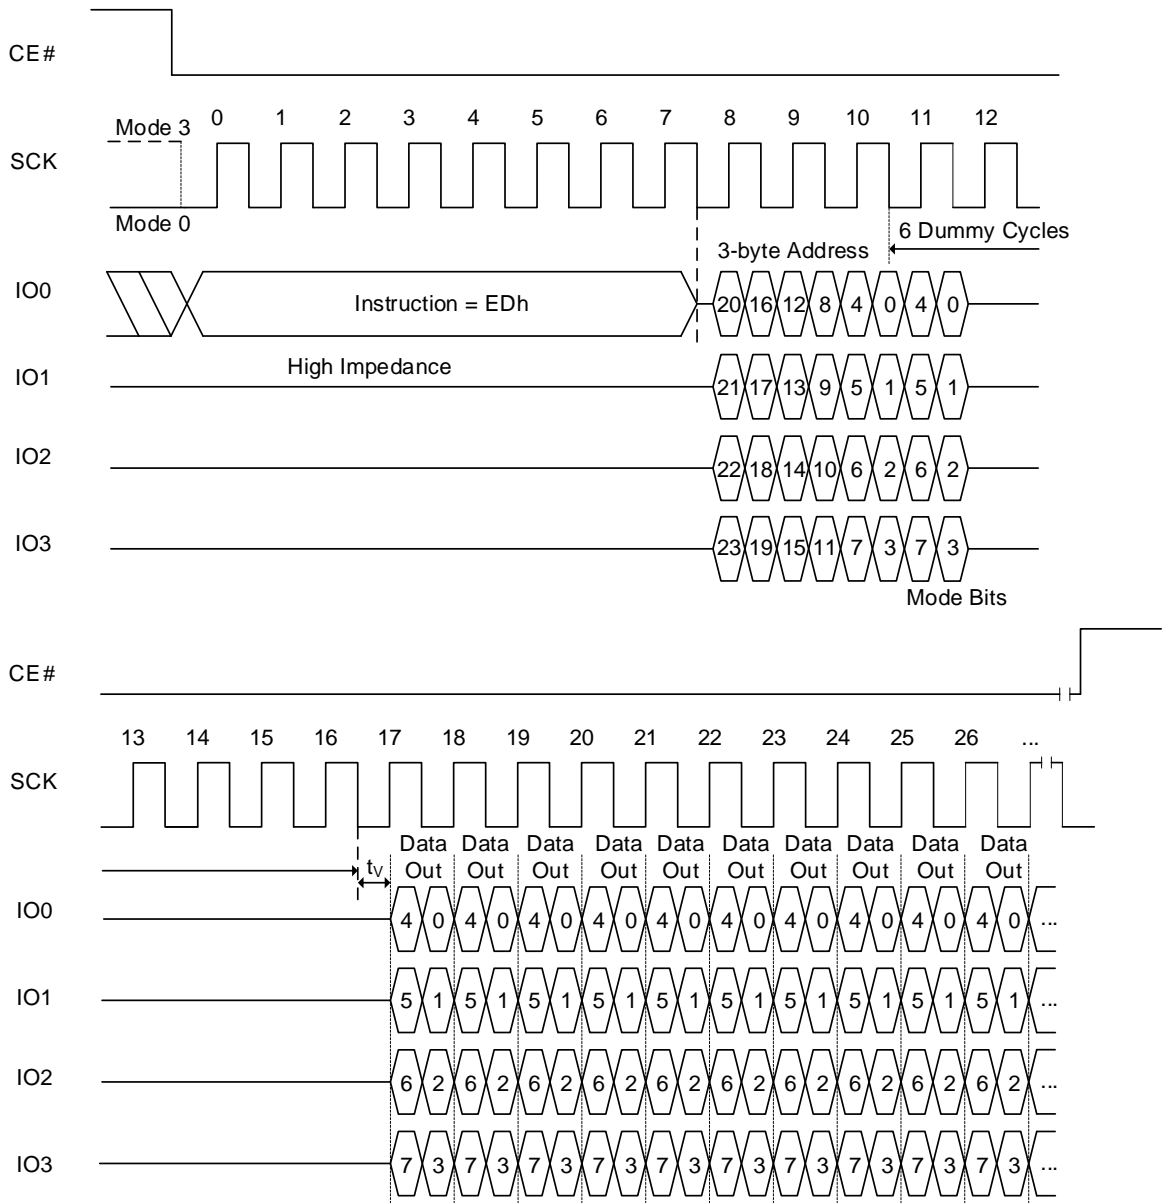 CE#
0 1 2 3 4 5 6 7 8 9 10 11 12
Mode 3
SCK
Mode 0
6 Dummy Cycles
3-byte Address
IO0
Instruction = EDh
20 16 12 8 4 0 4 0
High Impedance
IO1
21 17 13 9 5 1 5 1
IO2
22 18 14 10 6 2 6 2
IO3
23 19 15 11 7 3 7 3
Mode Bits
CE#
13 14 15 16 17 18 19 20 21 22 23 24 25 26 ...
SCK
Data Data Data Data Data Data Data Data Data Data
tV Out Out Out Out Out Out Out Out Out Out
IO0
4 0 4 0 4 0 4 0 4 0 4 0 4 0 4 0 4 0 4 0 ...
IO1
5 1 5 1 5 1 5 1 5 1 5 1 5 1 5 1 5 1 5 1 ...
IO2
6 2 6 2 6 2 6 2 6 2 6 2 6 2 6 2 6 2 6 2 ...
IO3
7 3 7 3 7 3 7 3 7 3 7 3 7 3 7 3 7 3 7 3 ...